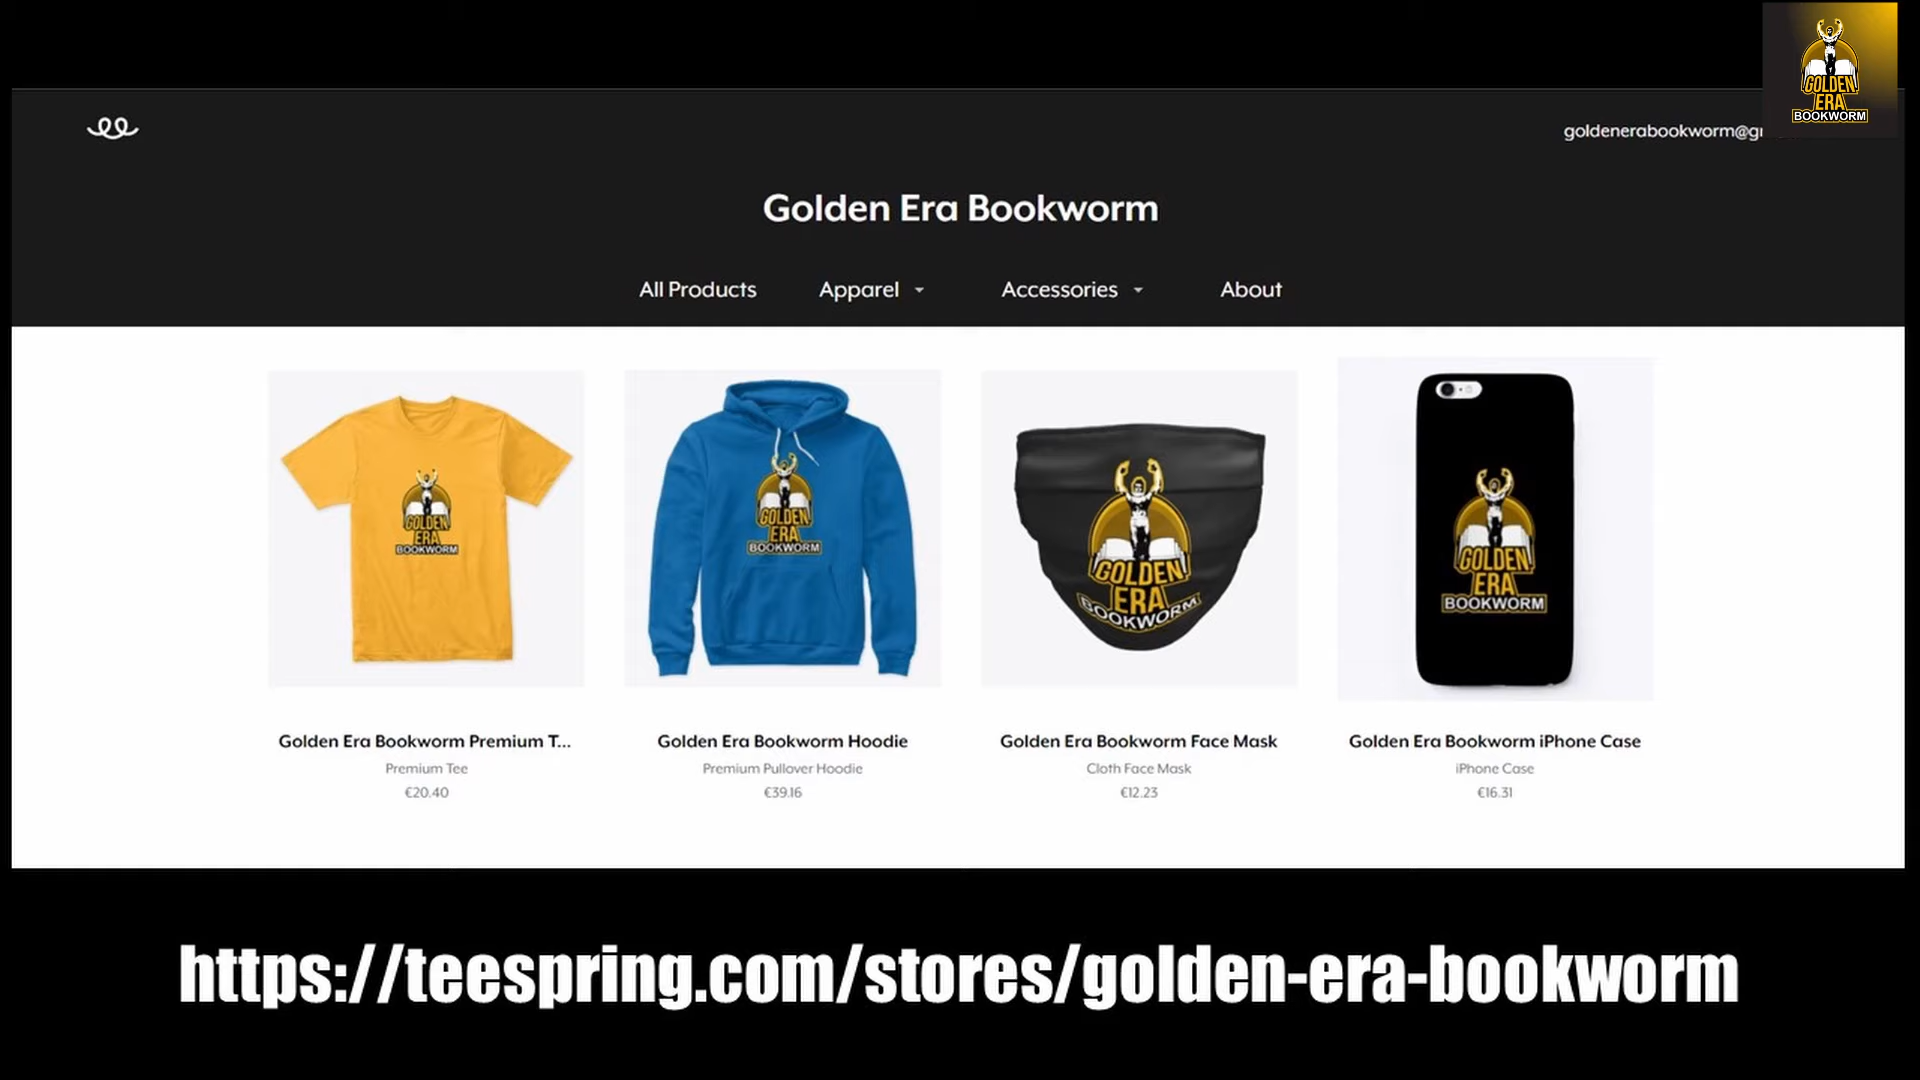 GOLDEN
ERA
BOOKWORM
goldenerabookworm@g
Golden Era Bookworm
All Products Apparel Accessories About
GOLDEN
ERA
BOOKWORM
GOLDEN
ERA
BOOKWORM
GOLDEN
ERA
BOOKWORM
GOLDEN
ERA
BOOKWORM
Golden Era Bookworm Premium T... Golden Era Bookworm Hoodie Golden Era Bookworm Face Mask Golden Era Bookworm iPhone Case
Premium Tee Premium Pullover Hoodie Cloth Face Mask iPhone Case
€20.40 €39.16 €12.23 €16.31
https://teespring.com/stores/golden-era-bookworm